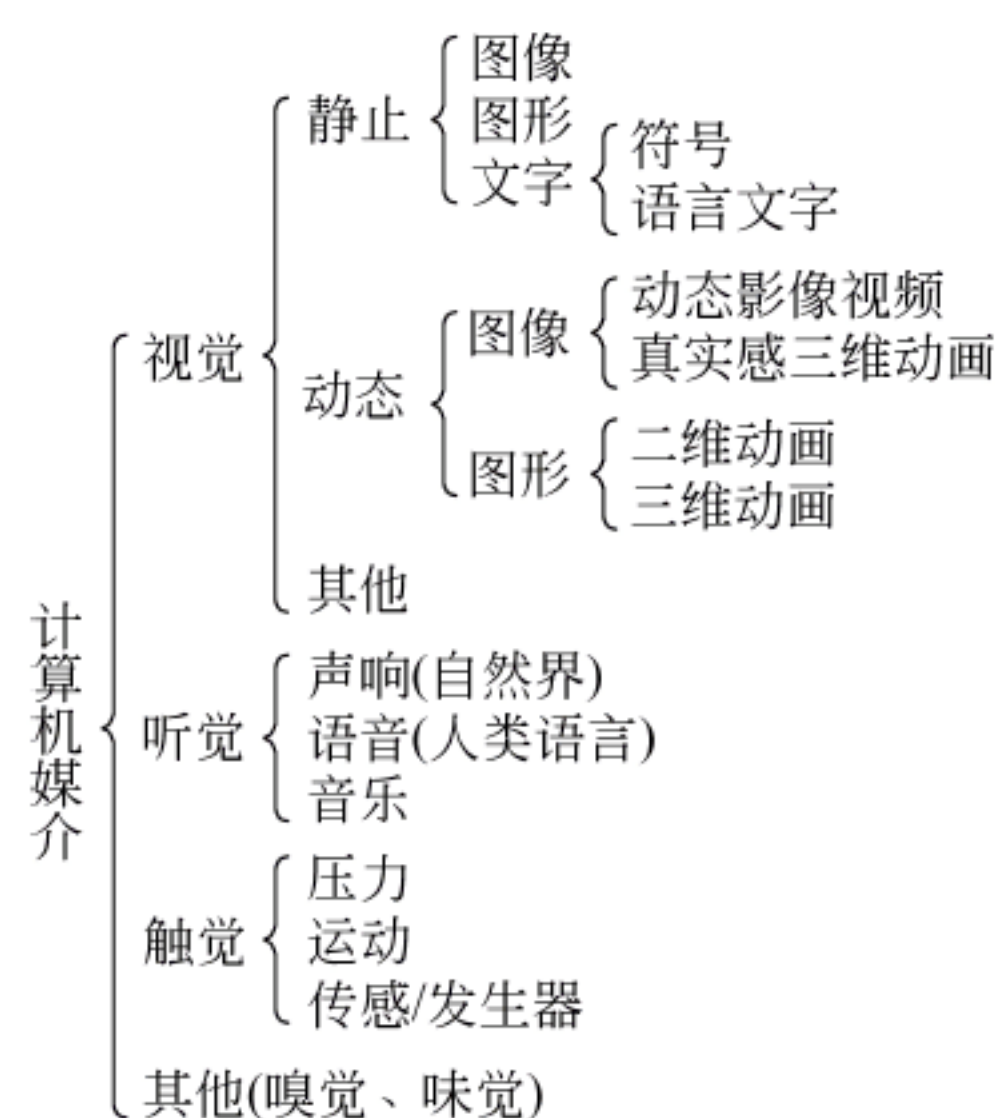 计算机媒介
视觉
静止
图像
图形
文字
符号
语言文字
动态
图像
动态影像视频
真实感三维动画
图形
二维动画
三维动画
其他
听觉
声响(自然界)
语音(人类语言)
音乐
触觉
压力
运动
传感/发生器
其他(嗅觉、味觉)